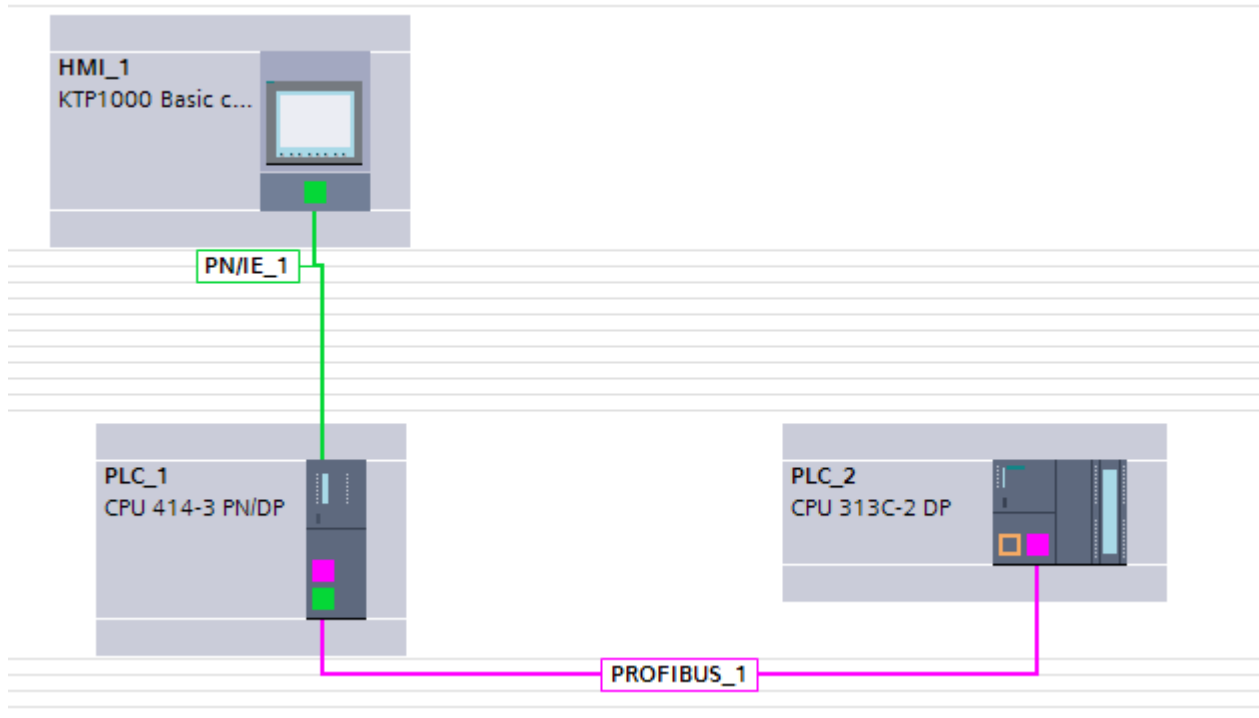 HMI_1
KTP1000 Basic c...
PN/IE_1
PLC_1
CPU 414-3 PN/DP
PLC_2
CPU 313C-2 DP
PROFIBUS_1